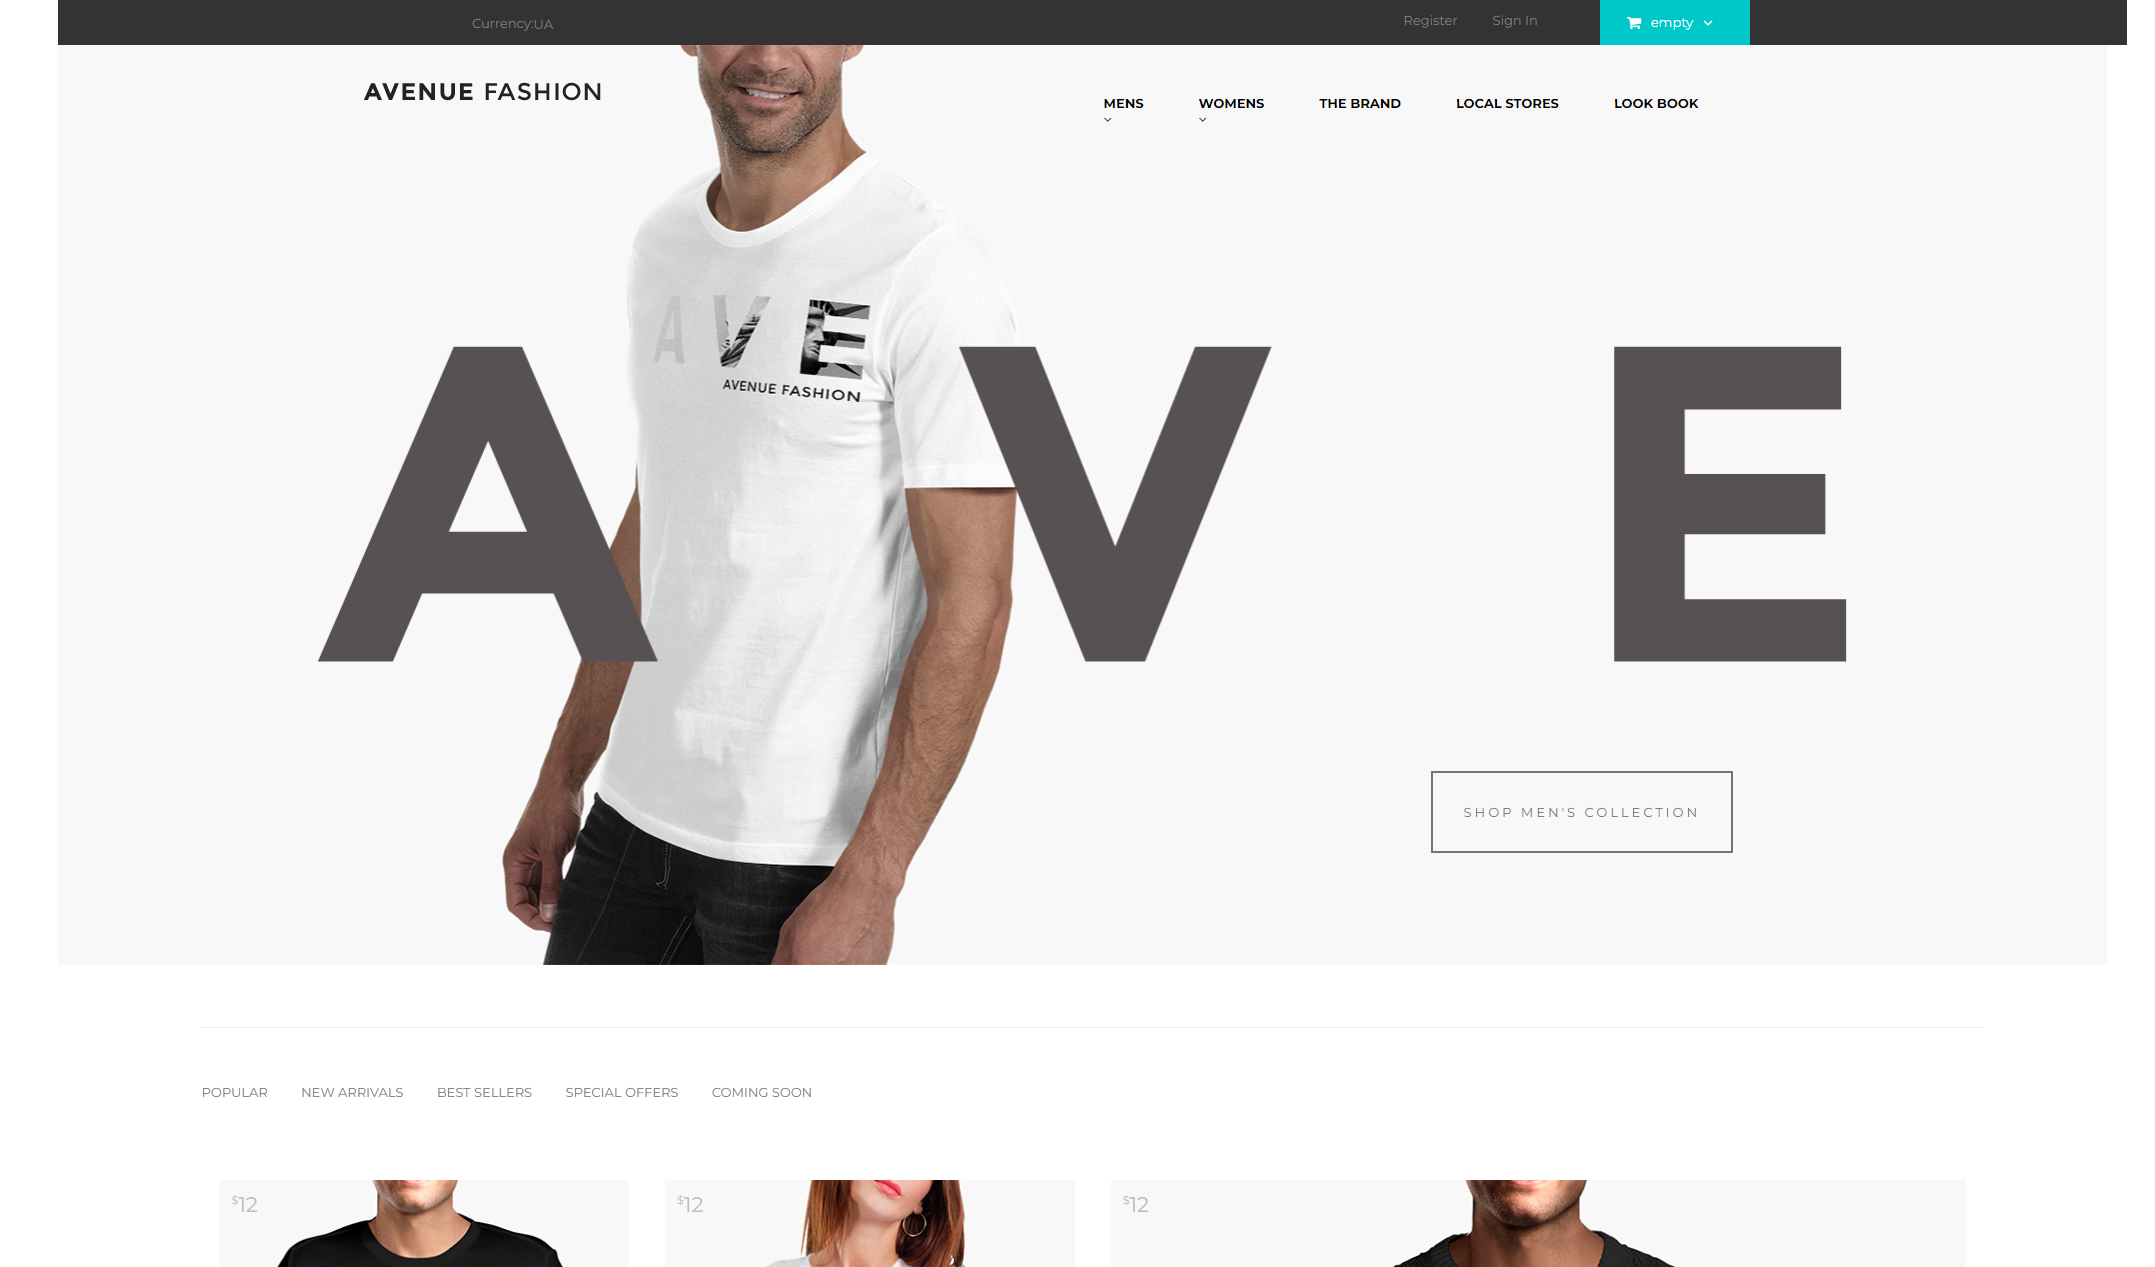 Currency:UA
Register
Sign In
empty
AVENUE FASHION
MENS
WOMENS
THE BRAND
LOCAL STORES
LOOK BOOK
AVE
AVENUE FASHION
A V E
SHOP MEN'S COLLECTION
POPULAR
NEW ARRIVALS
BEST SELLERS
SPECIAL OFFERS
COMING SOON
$12
$12
$12